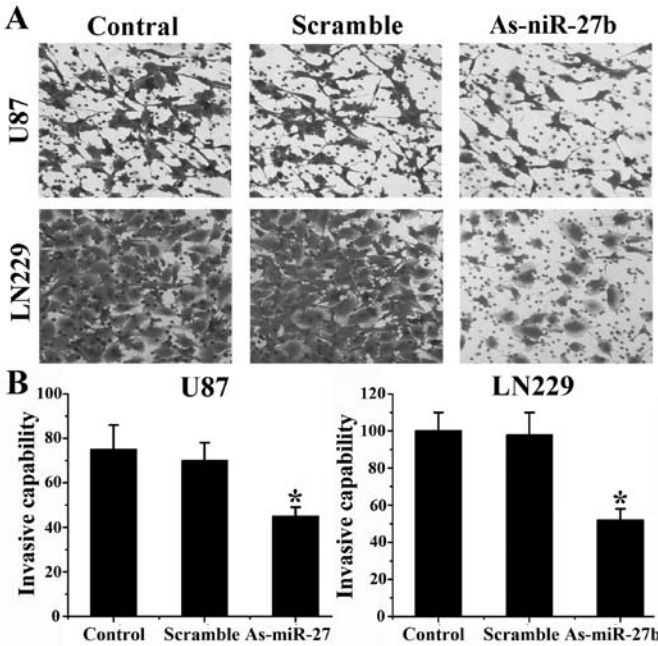 A
Contral Scramble As-niR-27b
U87
LN229
B
U87
Invasive capability
100
80
60
40
20
0
*
Control Scramble As-miR-27
LN229
Invasive capability
120
100
80
60
40
20
0
*
Control Scramble As-miR-27b